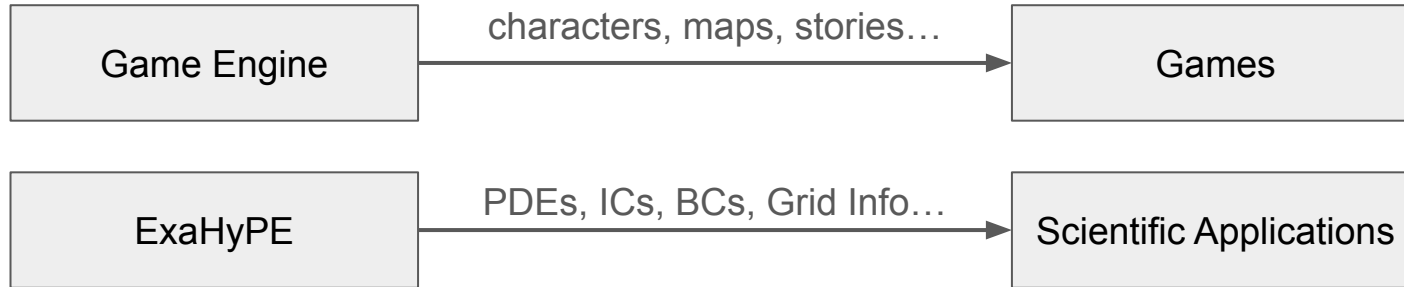 characters, maps, stories…
Game Engine
Games
PDEs, ICs, BCs, Grid Info…
ExaHyPE
Scientific Applications